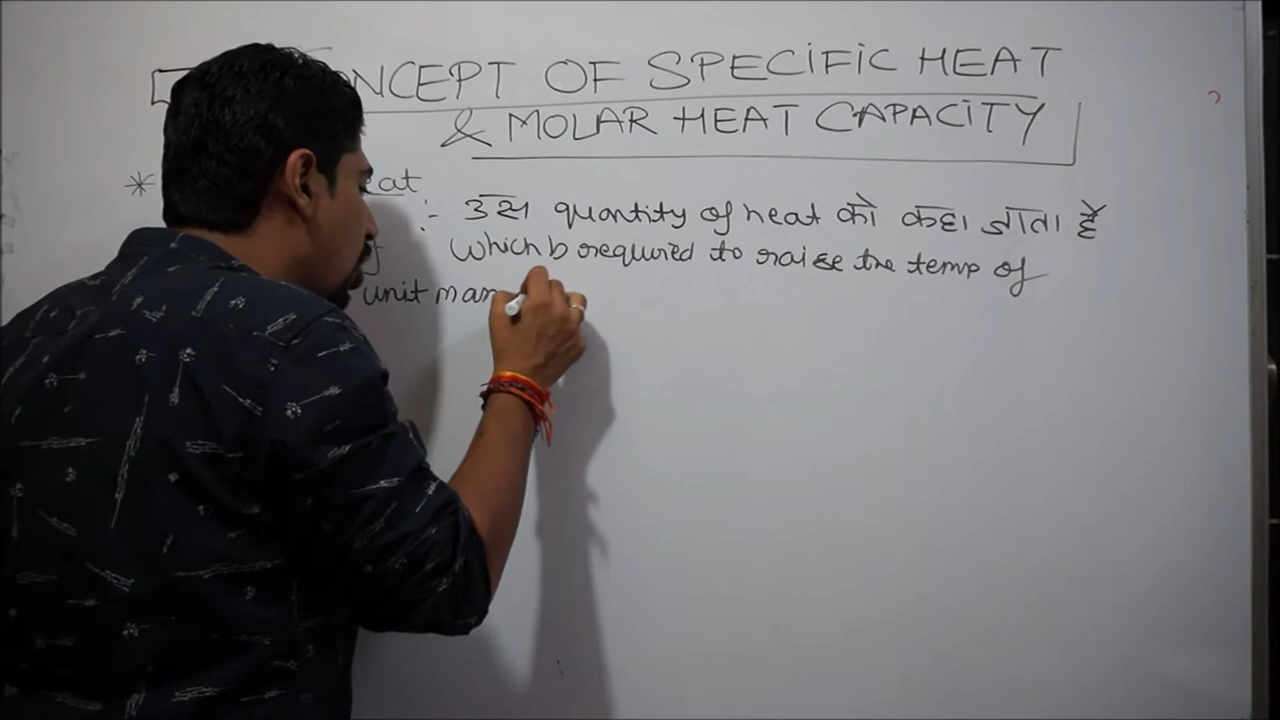 NCEPT OF SPECIFIC HEAT
& MOLAR HEAT CAPACITY
* eat
:- उस quantity of heat को कहा जाता है
which is required to raise the temp of
unit mas